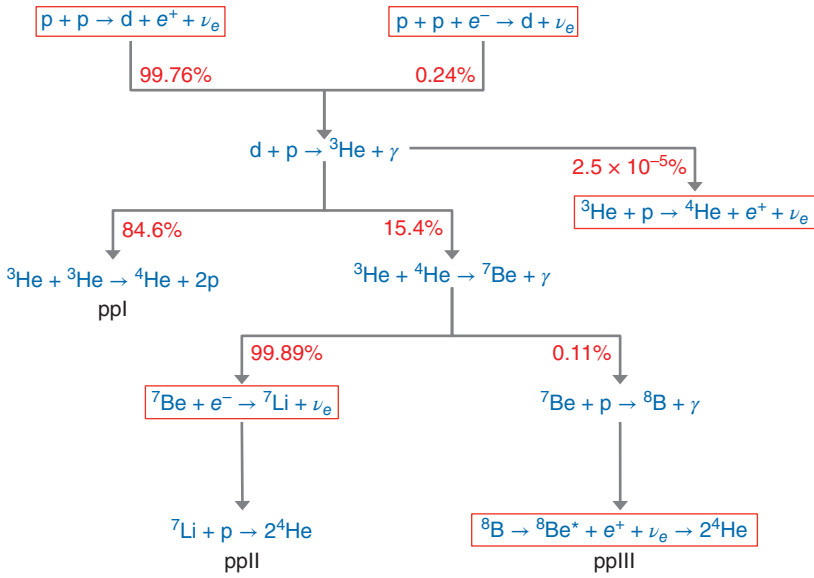 p + p → d + e⁺ + νₑ
p + p + e⁻ → d + νₑ
99.76%
0.24%
d + p → ³He + γ
2.5 × 10⁻⁵%
³He + p → ⁴He + e⁺ + νₑ
84.6%
15.4%
³He + ³He → ⁴He + 2p
ppI
³He + ⁴He → ⁷Be + γ
99.89%
0.11%
⁷Be + e⁻ → ⁷Li + νₑ
⁷Be + p → ⁸B + γ
⁷Li + p → 2⁴He
ppII
⁸B → ⁸Be* + e⁺ + νₑ → 2⁴He
ppIII